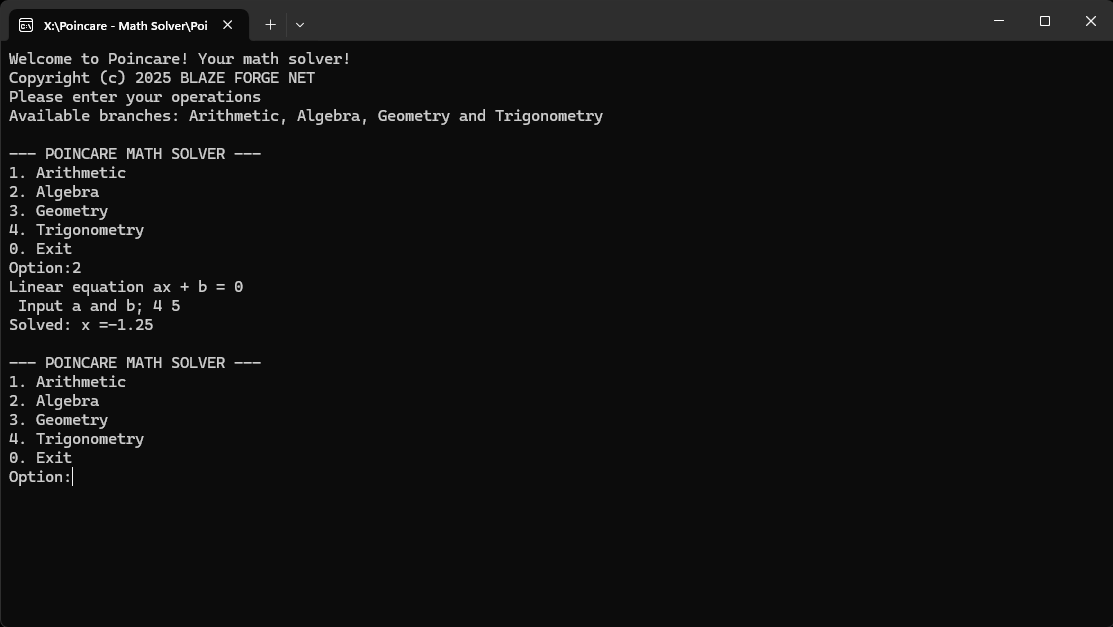 X:\Poincare - Math Solver\Poi
Welcome to Poincare! Your math solver!
Copyright (c) 2025 BLAZE FORGE NET
Please enter your operations
Available branches: Arithmetic, Algebra, Geometry and Trigonometry
--- POINCARE MATH SOLVER ---
1. Arithmetic
2. Algebra
3. Geometry
4. Trigonometry
0. Exit
Option:2
Linear equation ax + b = 0
 Input a and b; 4 5
Solved: x =-1.25
--- POINCARE MATH SOLVER ---
1. Arithmetic
2. Algebra
3. Geometry
4. Trigonometry
0. Exit
Option: